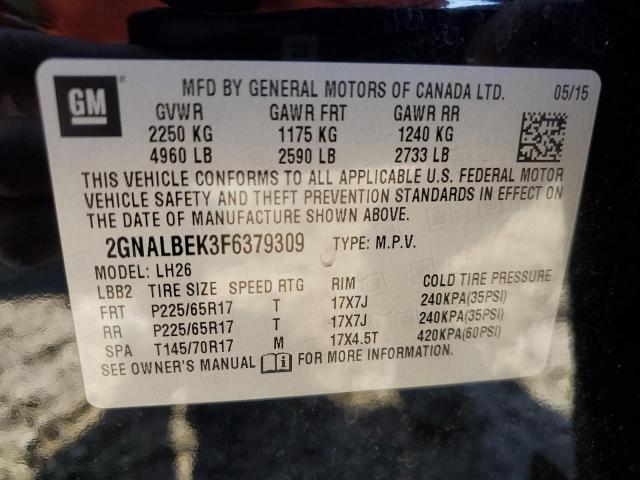 GM
MFD BY GENERAL MOTORS OF CANADA LTD. 05/15
GVWR GAWR FRT GAWR RR
2250 KG 1175 KG 1240 KG
4960 LB 2590 LB 2733 LB
THIS VEHICLE CONFORMS TO ALL APPLICABLE U.S. FEDERAL MOTOR
VEHICLE SAFETY AND THEFT PREVENTION STANDARDS IN EFFECT ON
THE DATE OF MANUFACTURE SHOWN ABOVE.
2GNALBEK3F6379309 TYPE: M.P.V.
MODEL: LH26
LBB2 TIRE SIZE SPEED RTG RIM COLD TIRE PRESSURE
FRT P225/65R17 T 17X7J 240KPA(35PSI)
RR P225/65R17 T 17X7J 240KPA(35PSI)
SPA T145/70R17 M 17X4.5T 420KPA(60PSI)
SEE OWNER'S MANUAL FOR MORE INFORMATION.